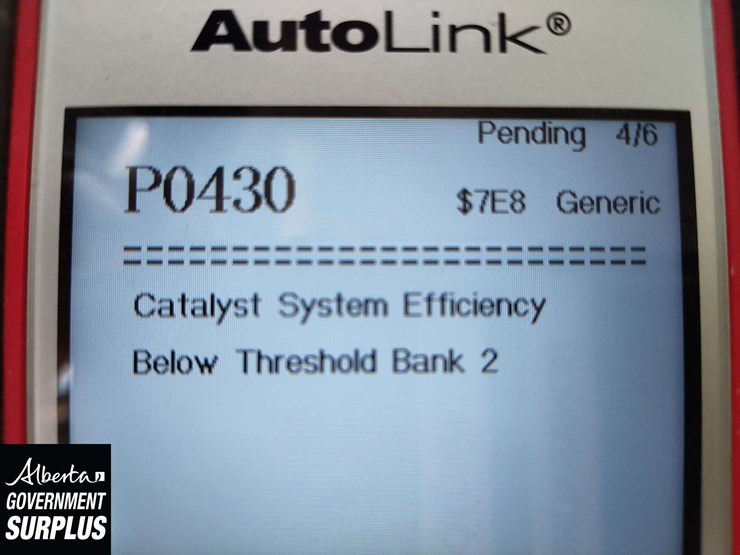 AutoLink®
Pending 4/6
P0430
$7E8 Generic
==========================
Catalyst System Efficiency
Below Threshold Bank 2
Alberta
GOVERNMENT
SURPLUS